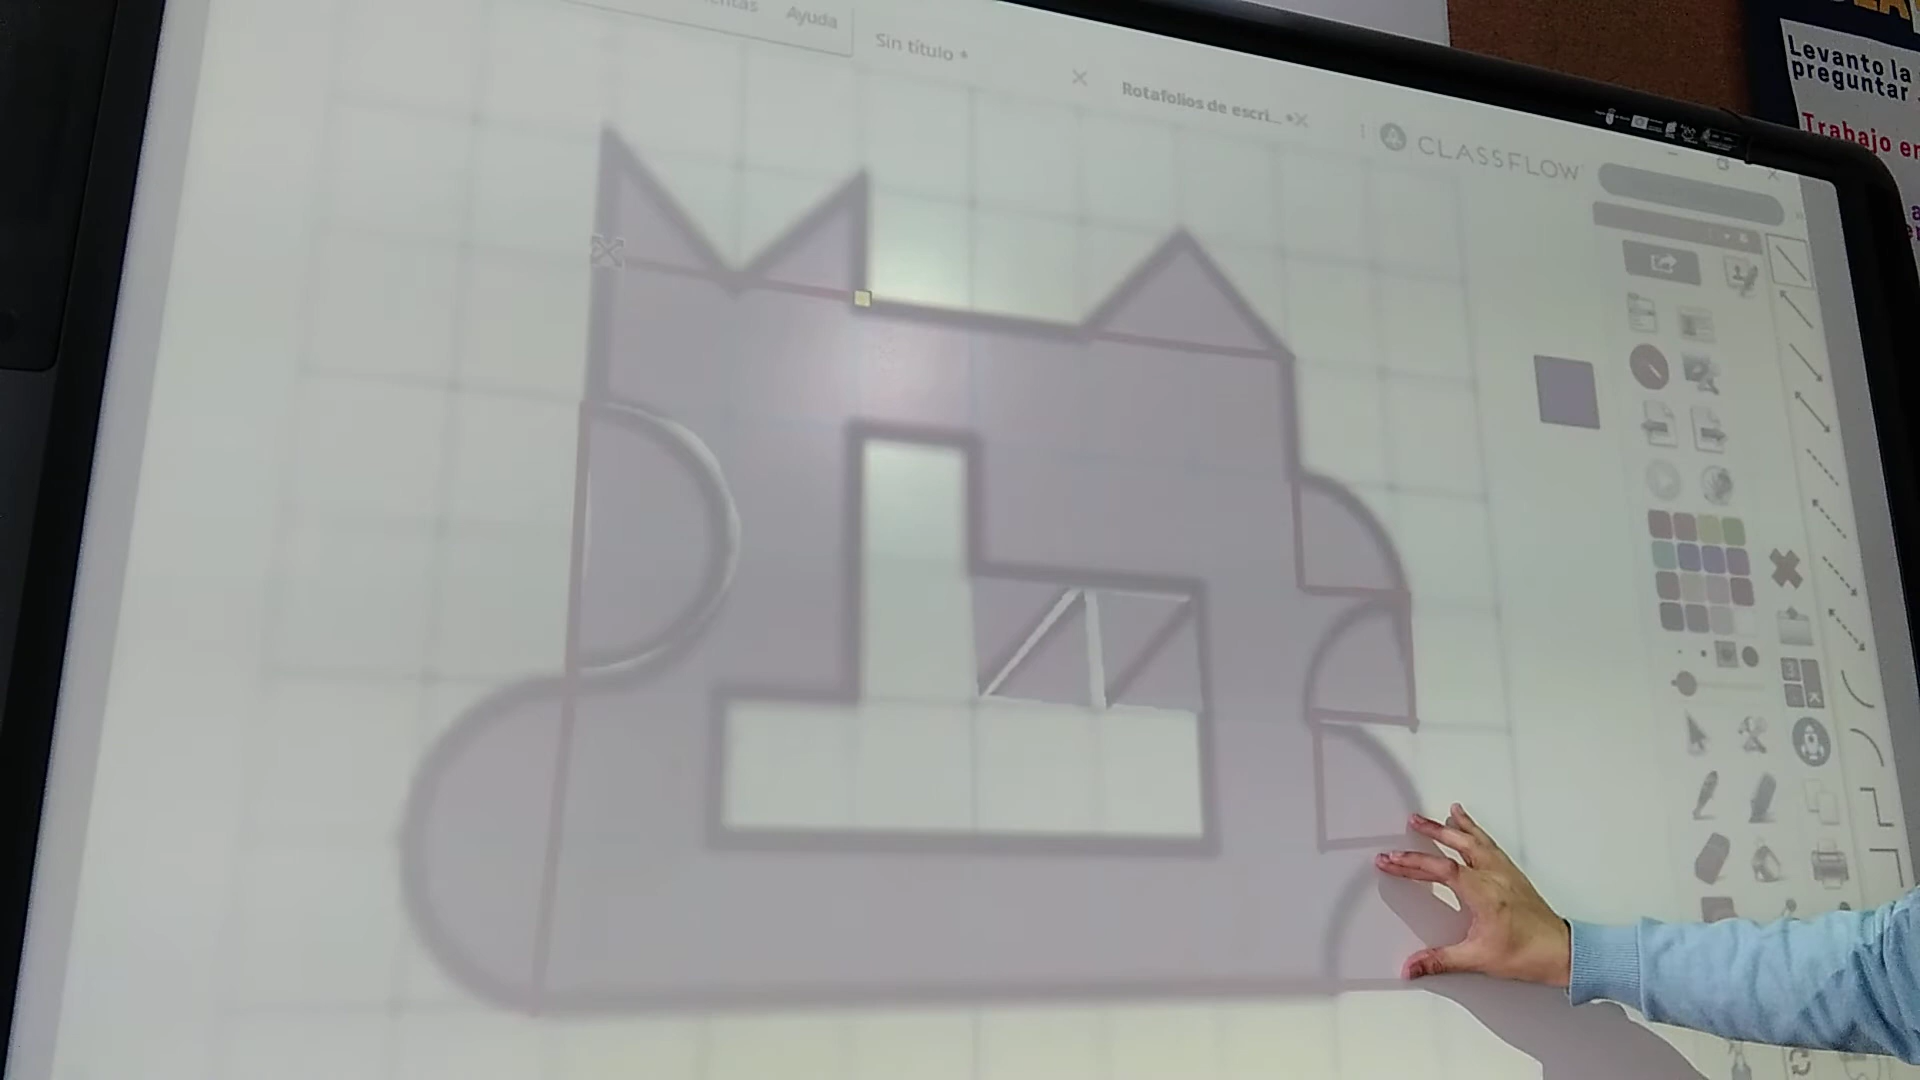 Ayuda
Sin título *
Rotafolios de escri...
CLASSFLOW
Levanto la
preguntar
Trabajo en